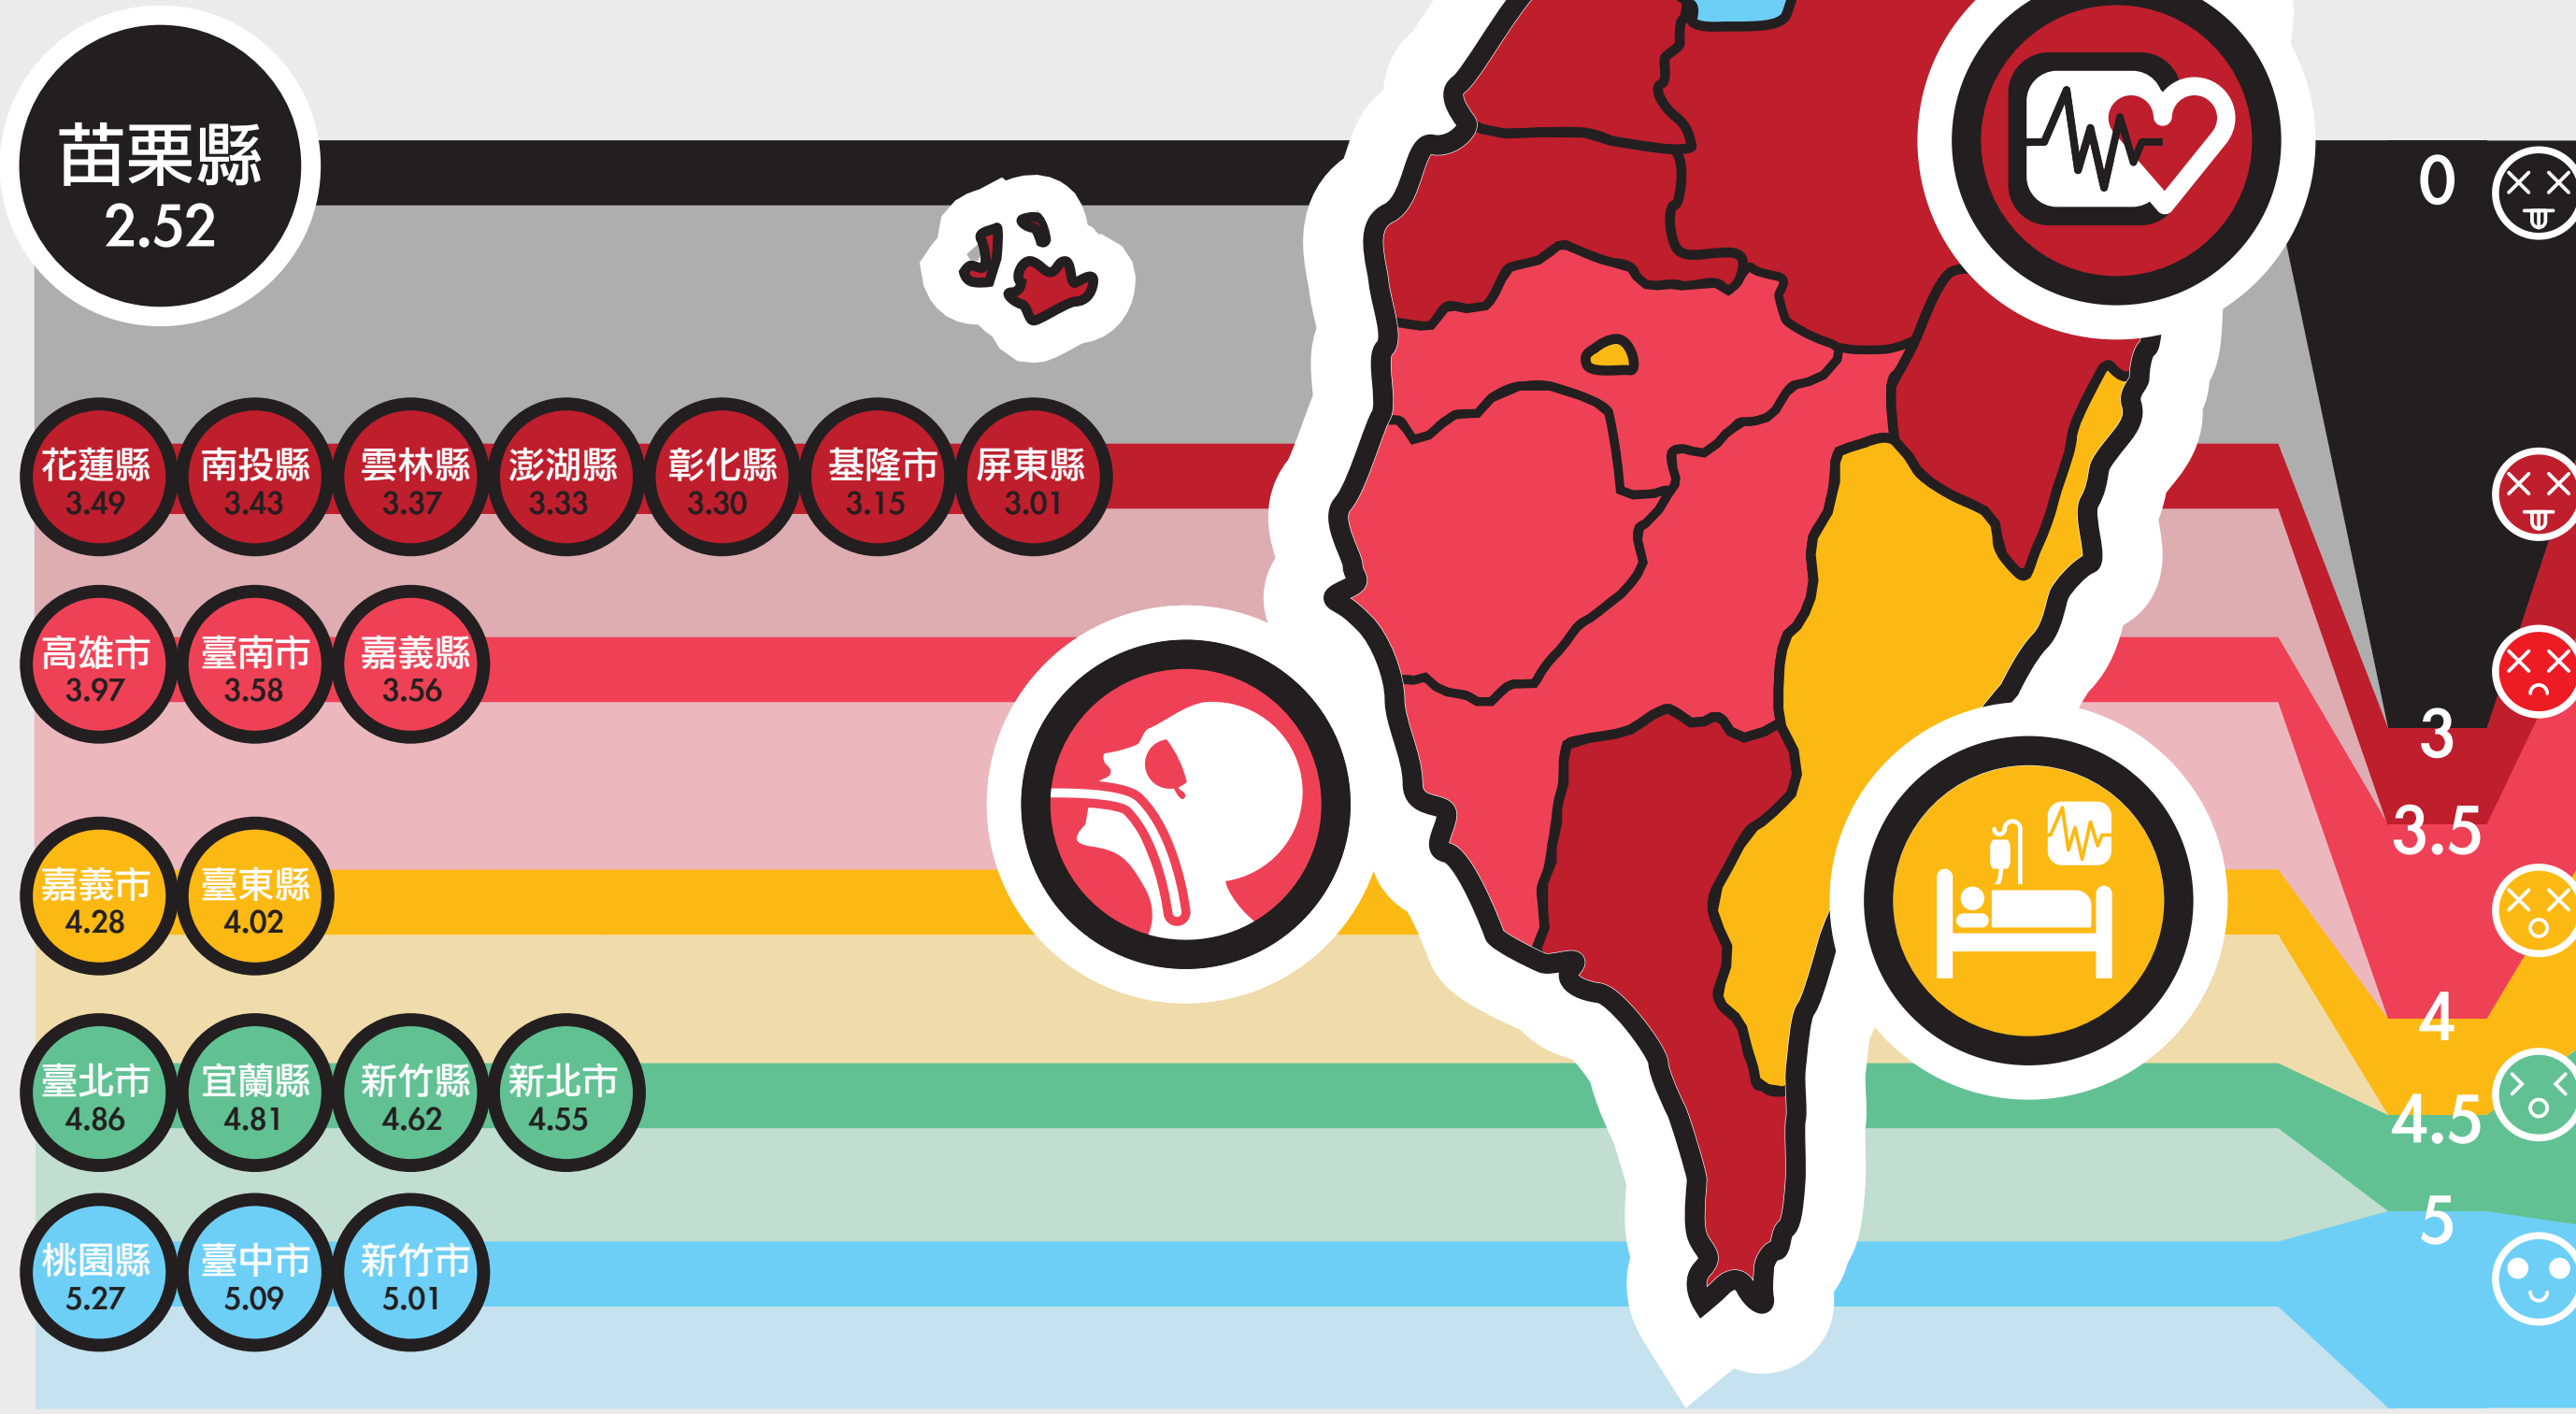 苗栗縣
2.52
0
花蓮縣 南投縣 雲林縣 澎湖縣 彰化縣 基隆市 屏東縣
3.49 3.43 3.37 3.33 3.30 3.15 3.01
高雄市 臺南市 嘉義縣
3.97 3.58 3.56
3
3.5
嘉義市 臺東縣
4.28 4.02
4
臺北市 宜蘭縣 新竹縣 新北市
4.86 4.81 4.62 4.55
4.5
5
桃園縣 臺中市 新竹市
5.27 5.09 5.01